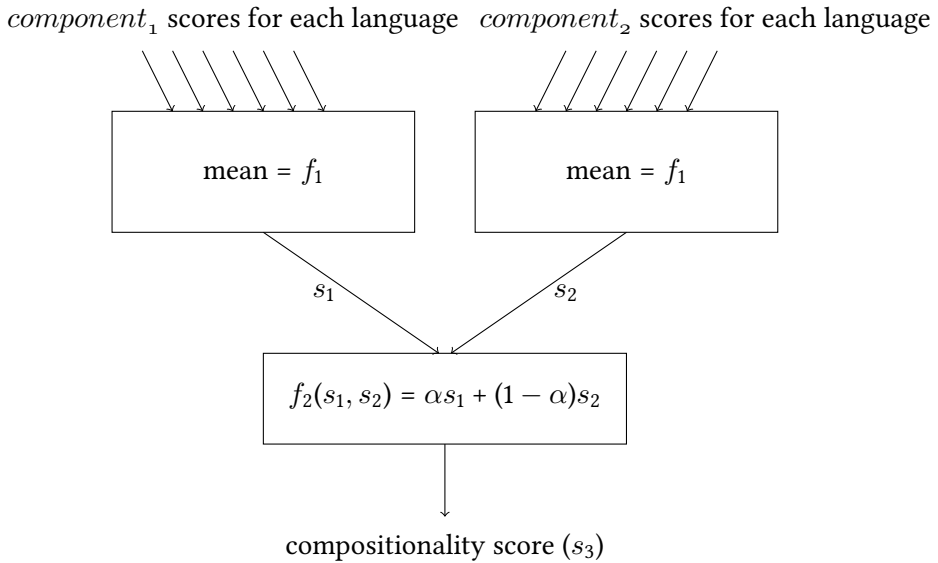 component₁ scores for each language component₂ scores for each language
mean = f₁ mean = f₁
s₁ s₂
f₂(s₁, s₂) = αs₁ + (1 − α)s₂
compositionality score (s₃)